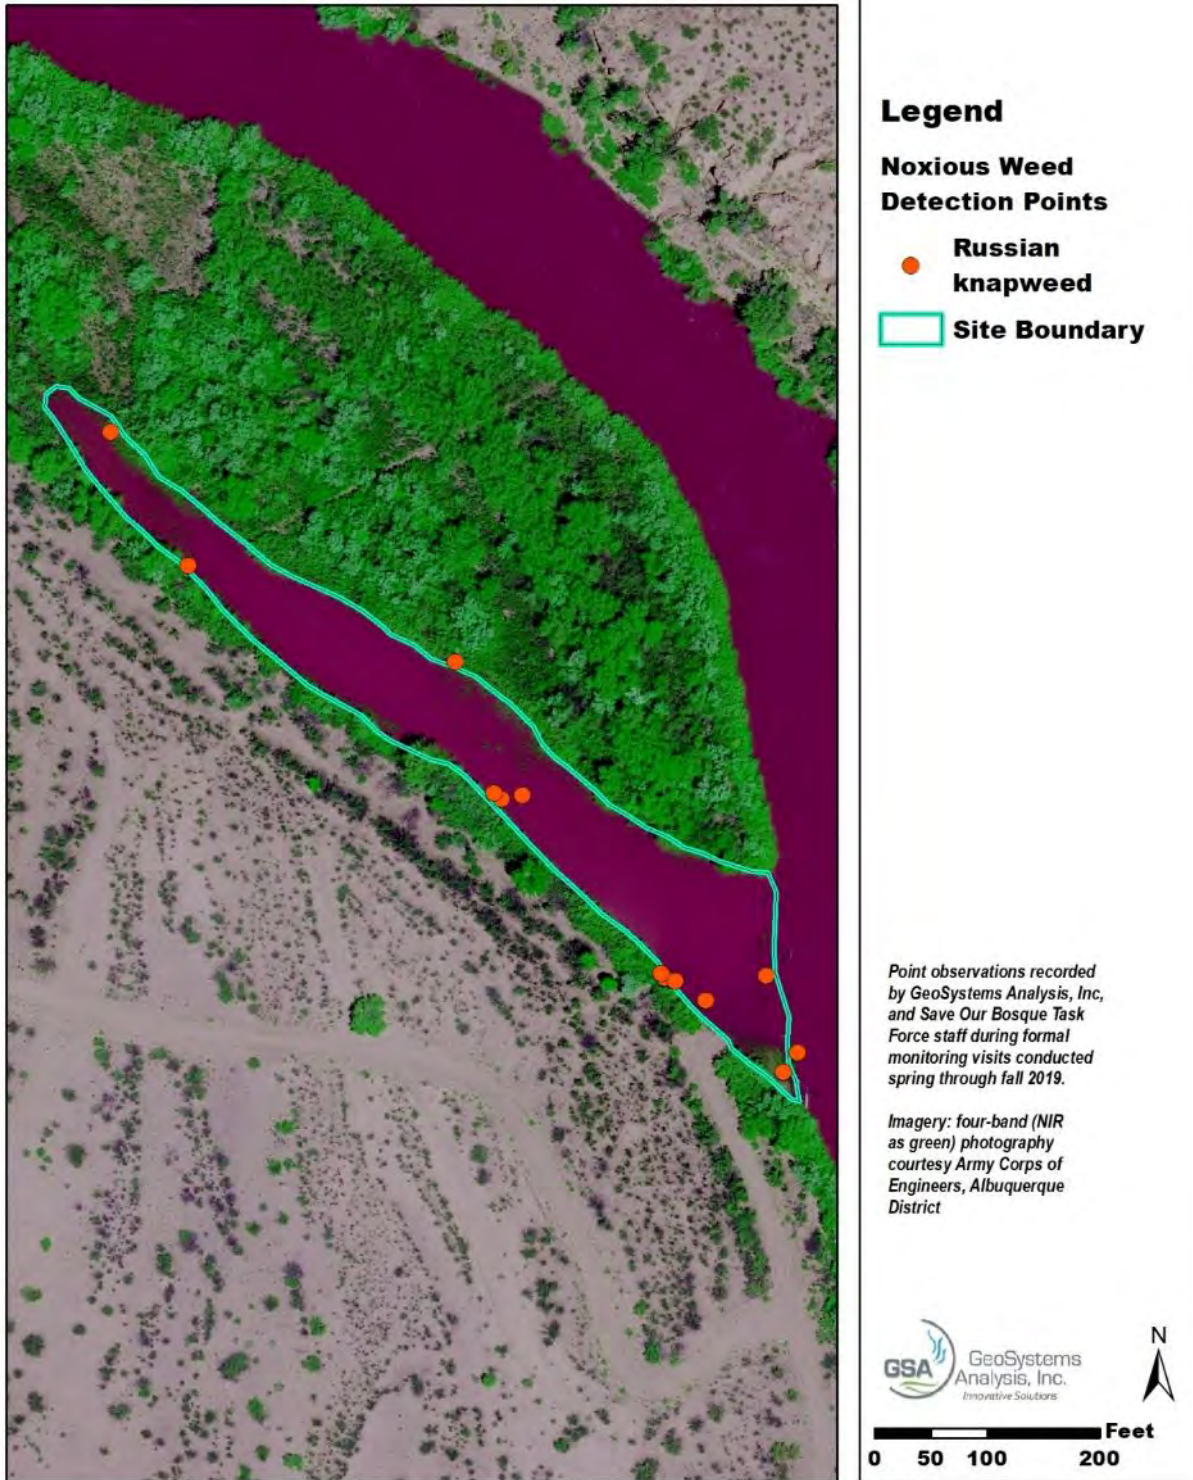 Legend
Noxious Weed
Detection Points
Russian
knapweed
Site Boundary
Point observations recorded
by GeoSystems Analysis, Inc,
and Save Our Bosque Task
Force staff during formal
monitoring visits conducted
spring through fall 2019.
Imagery: four-band (NIR
as green) photography
courtesy Army Corps of
Engineers, Albuquerque
District
GSA
GeoSystems
Analysis, Inc.
Innovative Solutions
N
Feet
0 50 100 200